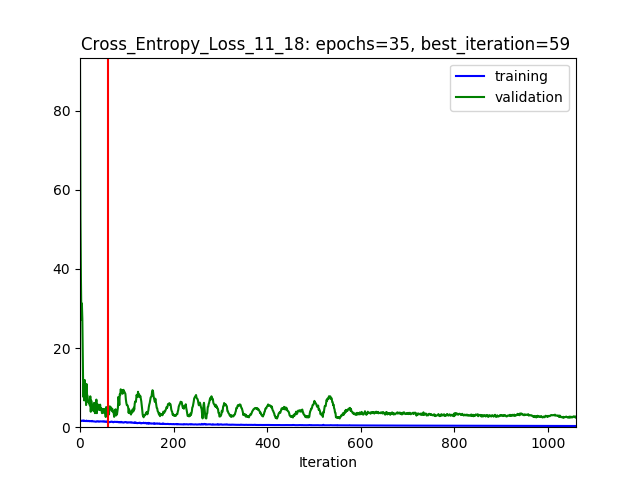 Cross_Entropy_Loss_11_18: epochs=35, best_iteration=59
training
validation
80
60
40
20
0
0 200 400 600 800 1000
Iteration